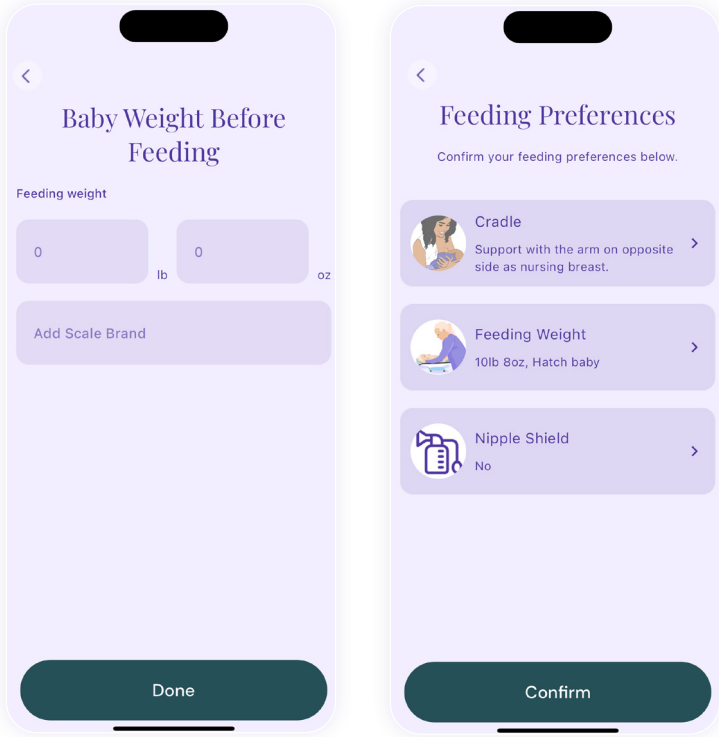 Baby Weight Before
Feeding
Feeding weight
0
lb
0
oz
Add Scale Brand
Done
Feeding Preferences
Confirm your feeding preferences below.
Cradle
Support with the arm on opposite
side as nursing breast.
Feeding Weight
10lb 8oz, Hatch baby
Nipple Shield
No
Confirm